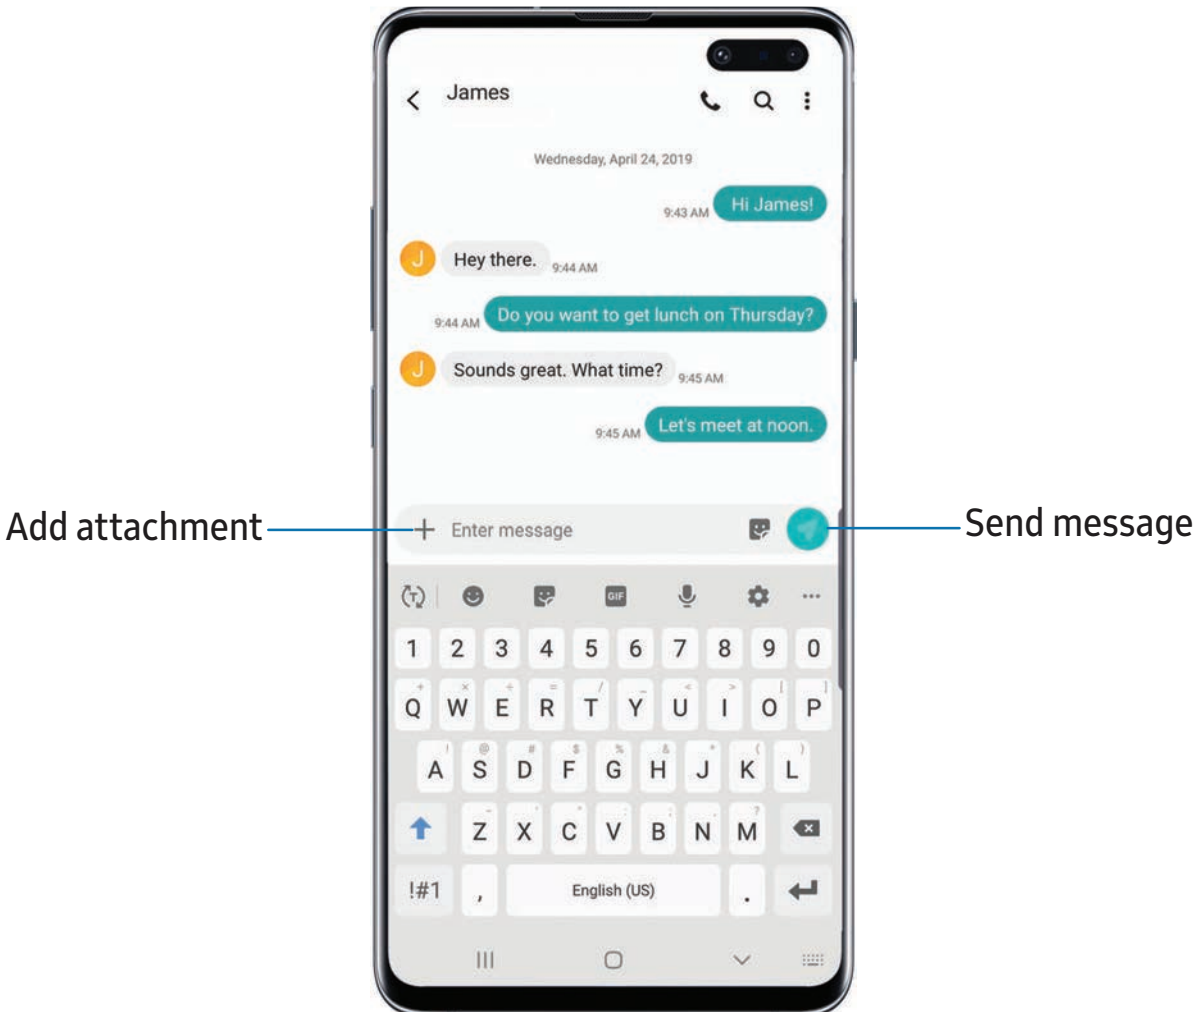 James
Wednesday, April 24, 2019
9:43 AM Hi James!
J Hey there. 9:44 AM
9:44 AM Do you want to get lunch on Thursday?
J Sounds great. What time? 9:45 AM
9:45 AM Let's meet at noon.
Add attachment + Enter message Send message
T GIF
1 2 3 4 5 6 7 8 9 0
+ × ÷ = / _ < > [ ]
Q W E R T Y U I O P
! @ # $ % & * ( )
A S D F G H J K L
- ' " : ; , ?
Z X C V B N M
!#1 , English (US) .